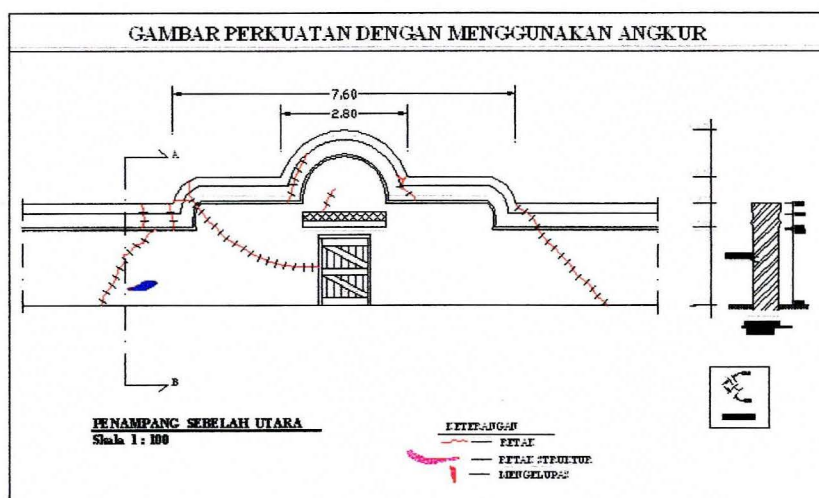 GAMBAR PERKUATAN DENGAN MENGGUNAKAN ANGKUR
7.60
2.80
A
B
PENAMPANG SEBELAH UTARA
Skala 1 : 100
KETERANGAN
RETAK
RETAK STRUKTUR
MENGELUPAS